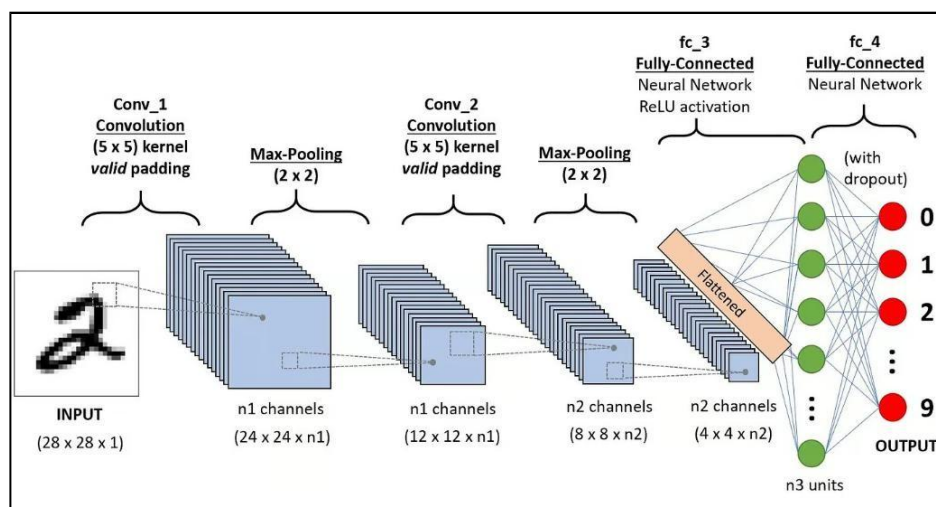 fc_3
Fully-Connected
Neural Network
ReLU activation
fc_4
Fully-Connected
Neural Network
Conv_1
Convolution
(5 x 5) kernel
valid padding
Max-Pooling
(2 x 2)
Conv_2
Convolution
(5 x 5) kernel
valid padding
Max-Pooling
(2 x 2)
(with
dropout)
Flattened
0
1
2
9
INPUT
(28 x 28 x 1)
n1 channels
(24 x 24 x n1)
n1 channels
(12 x 12 x n1)
n2 channels
(8 x 8 x n2)
n2 channels
(4 x 4 x n2)
n3 units
OUTPUT
2